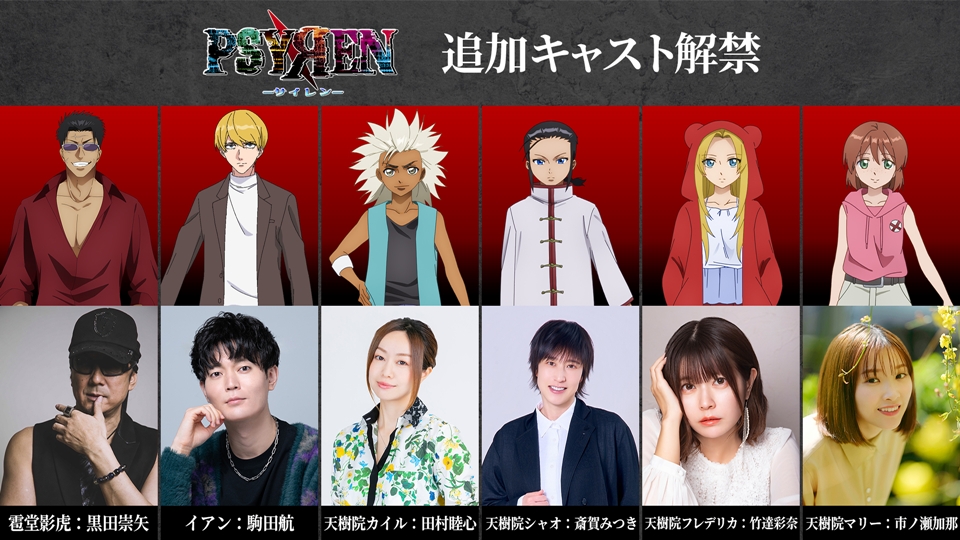 PSYЯEN
―サイレン―
追加キャスト解禁
雹堂影虎：黒田崇矢
イアン：駒田航
天樹院カイル：田村睦心
天樹院シャオ：斎賀みつき
天樹院フレデリカ：竹達彩奈
天樹院マリー：市ノ瀬加那